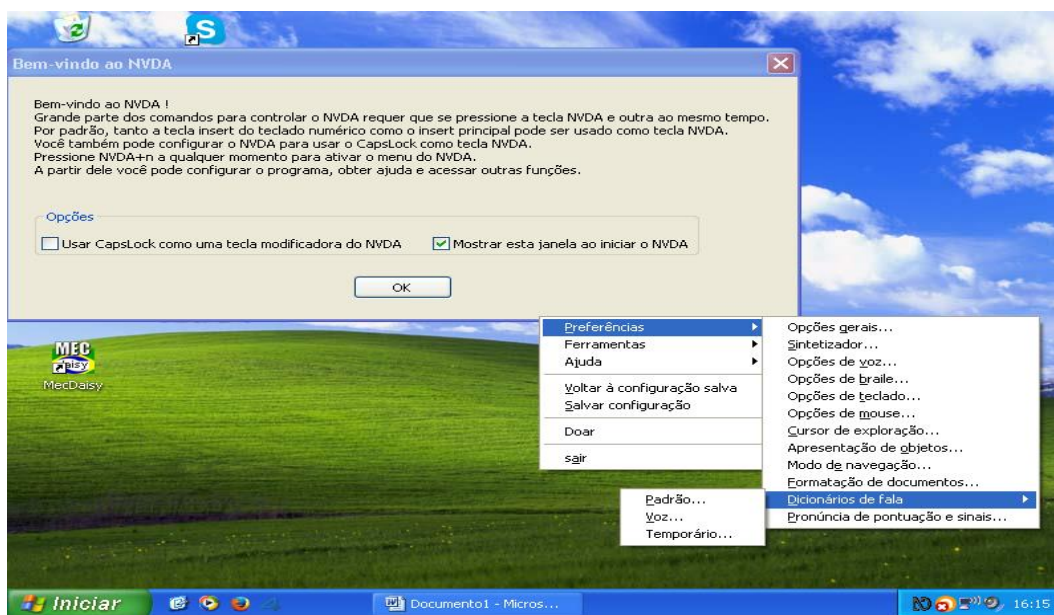 S
Bem-vindo ao NVDA
Bem-vindo ao NVDA !
Grande parte dos comandos para controlar o NVDA requer que se pressione a tecla NVDA e outra ao mesmo tempo.
Por padrão, tanto a tecla insert do teclado numérico como o insert principal pode ser usado como tecla NVDA.
Você também pode configurar o NVDA para usar o CapsLock como tecla NVDA.
Pressione NVDA+n a qualquer momento para ativar o menu do NVDA.
A partir dele você pode configurar o programa, obter ajuda e acessar outras funções.
Opções
Usar CapsLock como uma tecla modificadora do NVDA
Mostrar esta janela ao iniciar o NVDA
OK
MEC
Daisy
MecDaisy
Preferências
Ferramentas
Ajuda
Voltar à configuração salva
Salvar configuração
Doar
sair
Opções gerais...
Sintetizador...
Opções de voz...
Opções de braile...
Opções de teclado...
Opções de mouse...
Cursor de exploração...
Apresentação de objetos...
Modo de navegação...
Formatação de documentos...
Dicionários de fala
Pronúncia de pontuação e sinais...
Padrão...
Voz...
Temporário...
Iniciar
Documento1 - Micros...
16:15